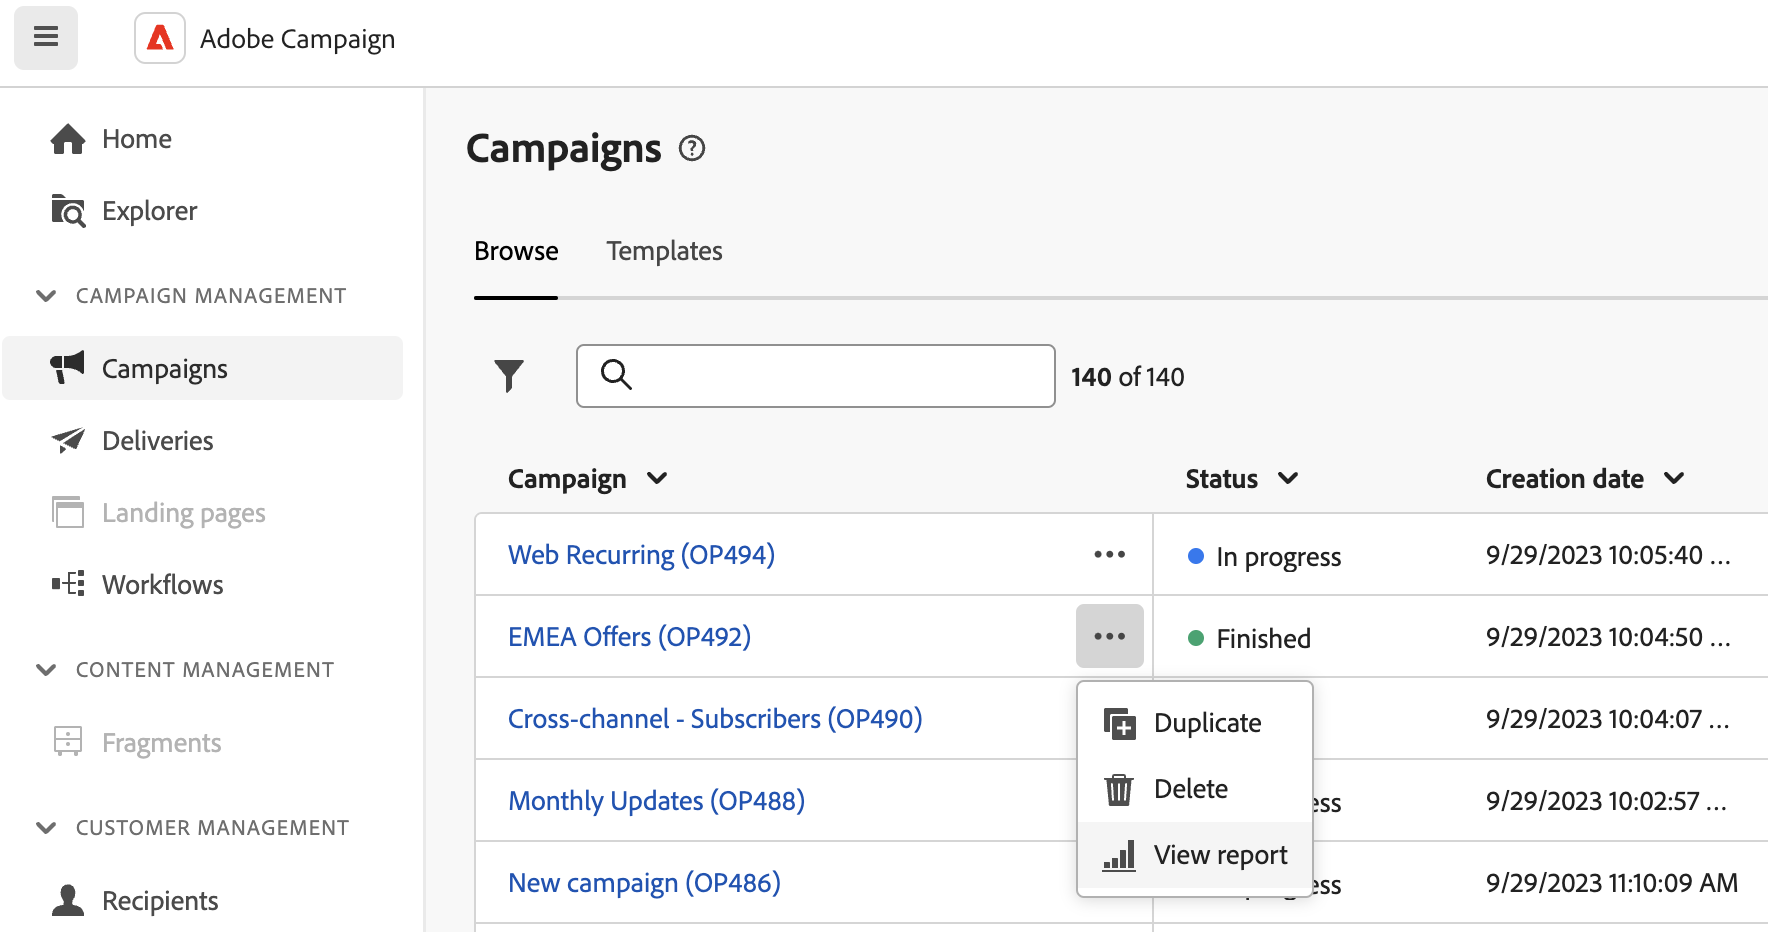 Adobe Campaign
Home
Explorer
CAMPAIGN MANAGEMENT
Campaigns
Deliveries
Landing pages
Workflows
CONTENT MANAGEMENT
Fragments
CUSTOMER MANAGEMENT
Recipients
Campaigns
Browse Templates
140 of 140
Campaign Status Creation date
Web Recurring (OP494) ••• In progress 9/29/2023 10:05:40 ...
EMEA Offers (OP492) ••• Finished 9/29/2023 10:04:50 ...
Cross-channel - Subscribers (OP490) 9/29/2023 10:04:07 ...
Monthly Updates (OP488) 9/29/2023 10:02:57 ...
New campaign (OP486) 9/29/2023 11:10:09 AM
Duplicate
Delete
View report